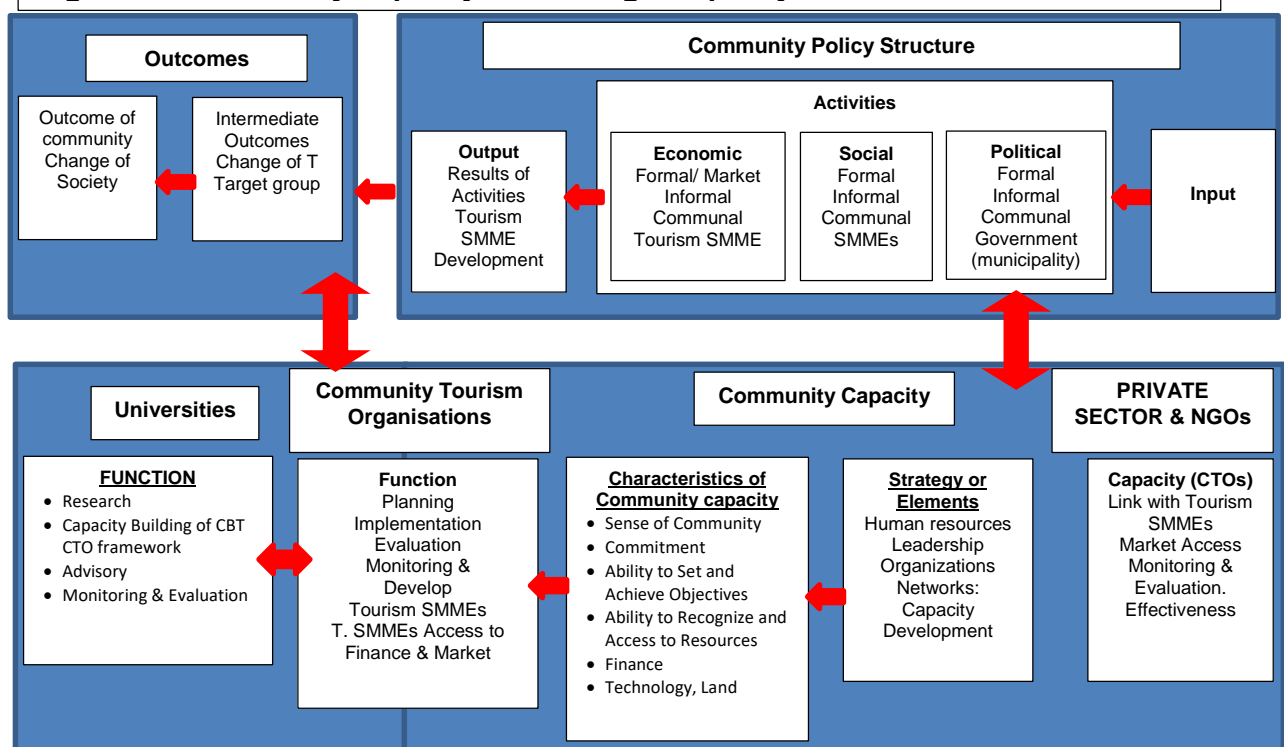 Outcomes
Outcome of
community
Change of
Society
Intermediate
Outcomes
Change of T
Target group
Community Policy Structure
Activities
Output
Results of
Activities
Tourism
SMME
Development
Economic
Formal/ Market
Informal
Communal
Tourism SMME
Social
Formal
Informal
Communal
SMMEs
Political
Formal
Informal
Communal
Government
(municipality)
Input
Universities
FUNCTION
• Research
• Capacity Building of CBT
CTO framework
• Advisory
• Monitoring & Evaluation
Community Tourism
Organisations
Function
Planning
Implementation
Evaluation
Monitoring &
Develop
Tourism SMMEs
T. SMMEs Access to
Finance & Market
Community Capacity
Characteristics of
Community capacity
• Sense of Community
• Commitment
• Ability to Set and
Achieve Objectives
• Ability to Recognize and
Access to Resources
• Finance
• Technology, Land
Strategy or
Elements
Human resources
Leadership
Organizations
Networks:
Capacity
Development
PRIVATE
SECTOR & NGOs
Capacity (CTOs)
Link with Tourism
SMMEs
Market Access
Monitoring &
Evaluation.
Effectiveness